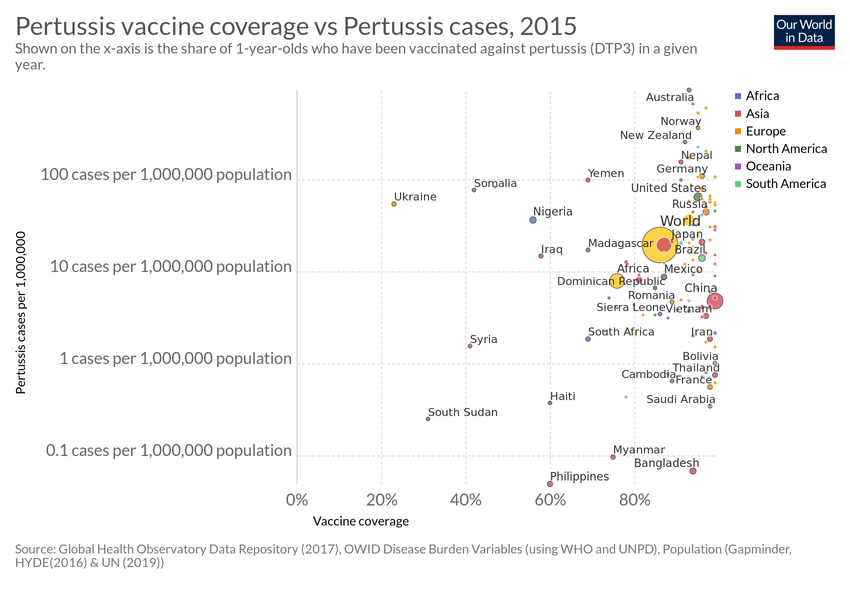 Pertussis vaccine coverage vs Pertussis cases, 2015
Shown on the x-axis is the share of 1-year-olds who have been vaccinated against pertussis (DTP3) in a given
year.
Our World
in Data
Africa
Asia
Europe
North America
Oceania
South America
Pertussis cases per 1,000,000
100 cases per 1,000,000 population
10 cases per 1,000,000 population
1 cases per 1,000,000 population
0.1 cases per 1,000,000 population
Australia
Norway
New Zealand
Nepal
Germany
Yemen
Somalia
United States
Ukraine
Russia
Nigeria
World
Japan
Madagascar
Iraq
Brazil
Africa
Mexico
Dominican Republic
China
Romania
Sierra Leone
Vietnam
South Africa
Iran
Syria
Bolivia
Thailand
Cambodia
France
Haiti
Saudi Arabia
South Sudan
Myanmar
Bangladesh
Philippines
0%
20%
40%
60%
80%
Vaccine coverage
Source: Global Health Observatory Data Repository (2017), OWID Disease Burden Variables (using WHO and UNPD), Population (Gapminder,
HYDE(2016) & UN (2019))